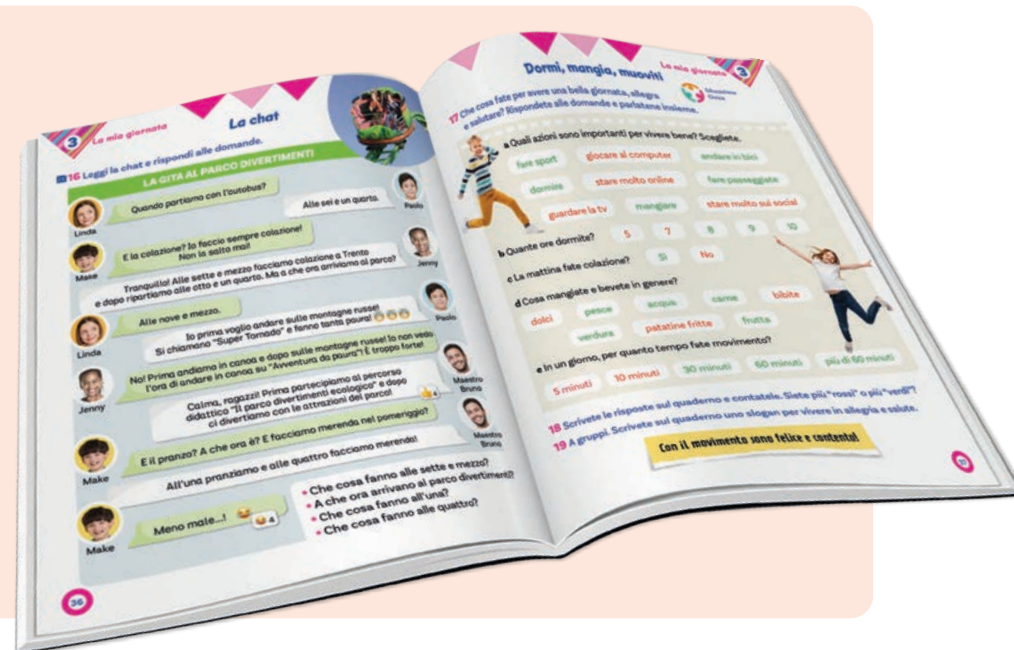 3 La mia giornata
La chat
16 Leggi la chat e rispondi alle domande.
LA GITA AL PARCO DIVERTIMENTI
Quando partiamo con l'autobus?
Linda
Alle sei e un quarto.
Paolo
E la colazione? Io faccio sempre colazione!
Non la salto mai!
Make
Tranquillo! Alle sette e mezzo facciamo colazione a Trento
e dopo ripartiamo alle otto e un quarto. Ma a che ora arriviamo al parco?
Jenny
Alle nove e mezzo.
Linda
Io prima voglio andare sulle montagne russe!
Si chiamano "Super Tornado" e fanno tanta paura!
Paolo
No! Prima andiamo in canoa e dopo sulle montagne russe! Io non vedo
l'ora di andare in canoa su "Avventura da paura"! È troppo forte!
Jenny
Calma, ragazzi! Prima partecipiamo al percorso
didattico "Il parco divertimenti ecologico" e dopo
ci divertiamo con le attrazioni del parco!
4
Maestro
Bruno
E il pranzo? A che ora è? E facciamo merenda nel pomeriggio?
Make
All'una pranziamo e alle quattro facciamo merenda!
Maestro
Bruno
Meno male...!
4
Make
• Che cosa fanno alle sette e mezzo?
• A che ora arrivano al parco divertimenti?
• Che cosa fanno all'una?
• Che cosa fanno alle quattro?
36
La mia giornata 3
Dormi, mangia, muoviti
Educazione
Civica
17 Che cosa fate per avere una bella giornata, allegra
e salutare? Rispondete alle domande e parlatene insieme.
a Quali azioni sono importanti per vivere bene? Scegliete.
fare sport giocare al computer andare in bici
dormire stare molto online fare passeggiate
guardare la tv mangiare stare molto sui social
b Quante ore dormite? 5 7 8 9 10
c La mattina fate colazione? Sì No
d Cosa mangiate e bevete in genere?
dolci pesce acqua carne bibite
verdura patatine fritte frutta
e In un giorno, per quanto tempo fate movimento?
5 minuti 10 minuti 30 minuti 60 minuti più di 60 minuti
18 Scrivete le risposte sul quaderno e contatele. Siete più "rossi" o più "verdi"?
19 A gruppi. Scrivete sul quaderno uno slogan per vivere in allegria e salute.
Con il movimento sono felice e contento!